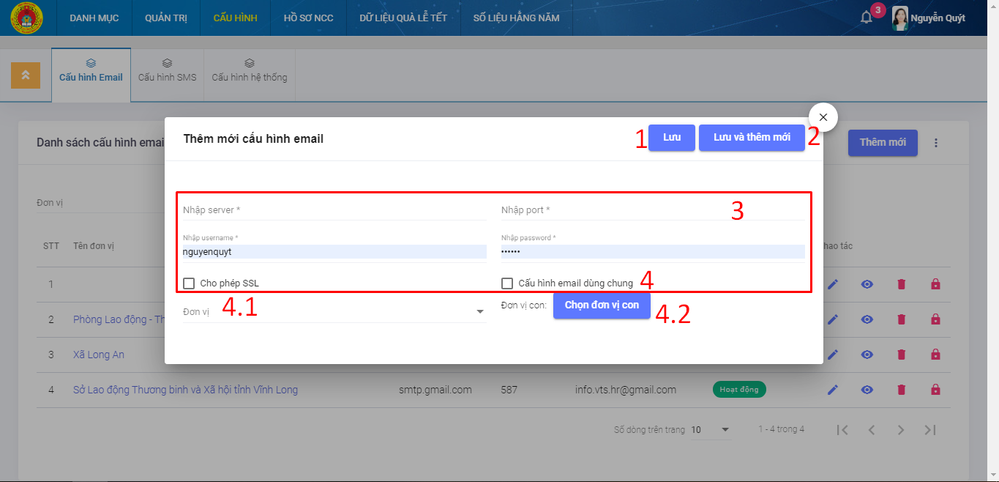 DANH MỤC QUẢN TRỊ CẤU HÌNH HỒ SƠ NCC DỮ LIỆU QUÀ LỄ TẾT SỐ LIỆU HẰNG NĂM 3 Nguyễn Quýt
Cấu hình Email Cấu hình SMS Cấu hình hệ thống
Danh sách cấu hình emai Thêm mới
Thêm mới cấu hình email 1 Lưu Lưu và thêm mới 2
Đơn vị
Nhập server * Nhập port * 3
Nhập username * Nhập password *
nguyenquyt ••••••
Cho phép SSL Cấu hình email dùng chung 4
Đơn vị 4.1 Đơn vị con: Chọn đơn vị con 4.2
STT Tên đơn vị hao tác
1
2 Phòng Lao động - Th
3 Xã Long An
4 Sở Lao động Thương binh và Xã hội tỉnh Vĩnh Long smtp.gmail.com 587 info.vts.hr@gmail.com Hoạt động
Số dòng trên trang 10 1 - 4 trong 4